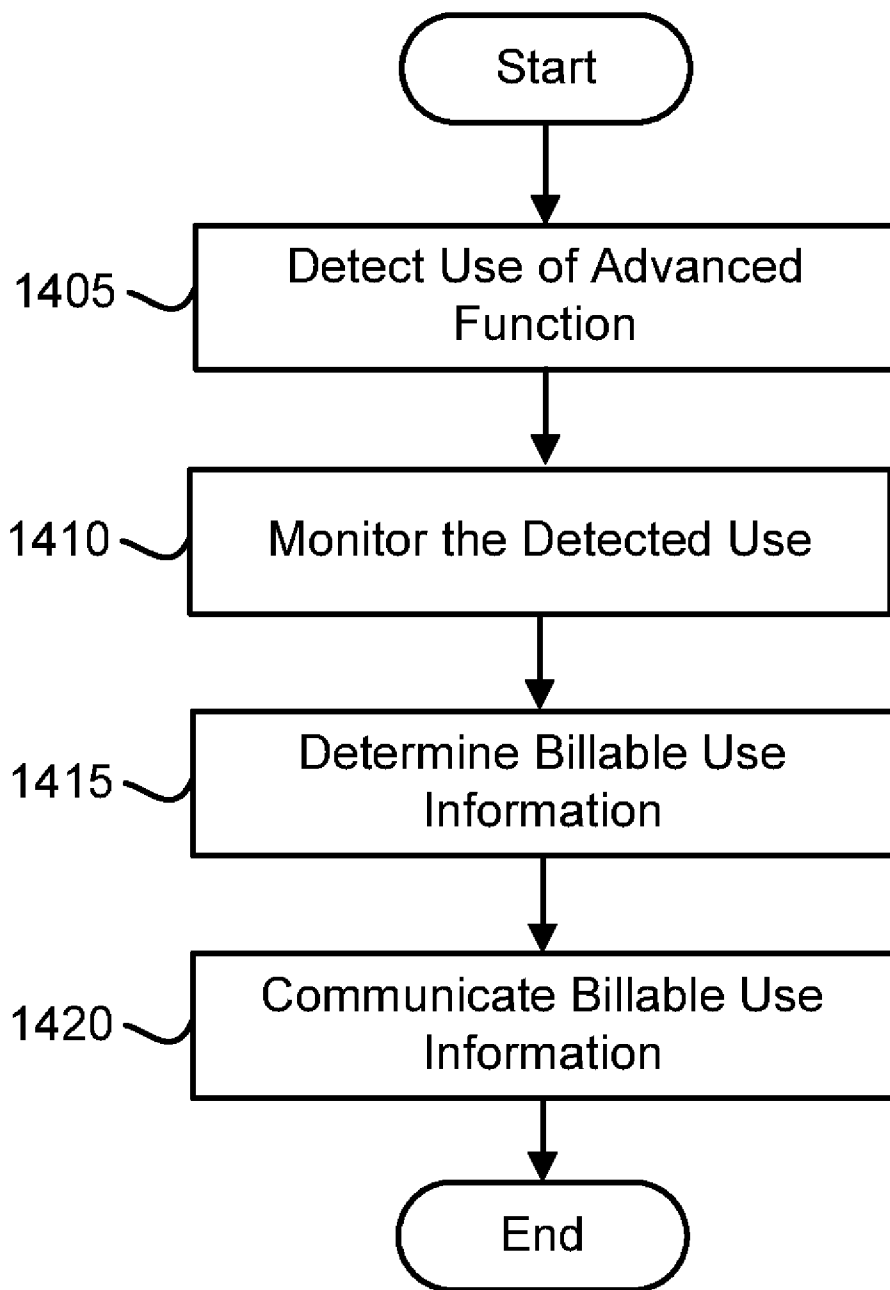 Start
1405
Detect Use of Advanced
Function
1410
Monitor the Detected Use
1415
Determine Billable Use
Information
1420
Communicate Billable Use
Information
End